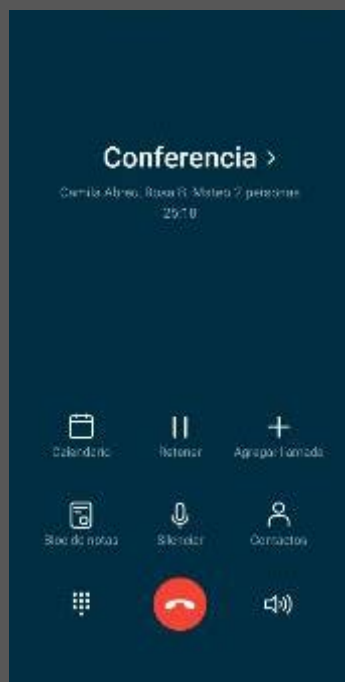 Conferencia >
Camila Abreu, Rosa R, Mateo 2 personas
25:18
Calendario
Retener
Agregar llamada
Bloc de notas
Silenciar
Contactos